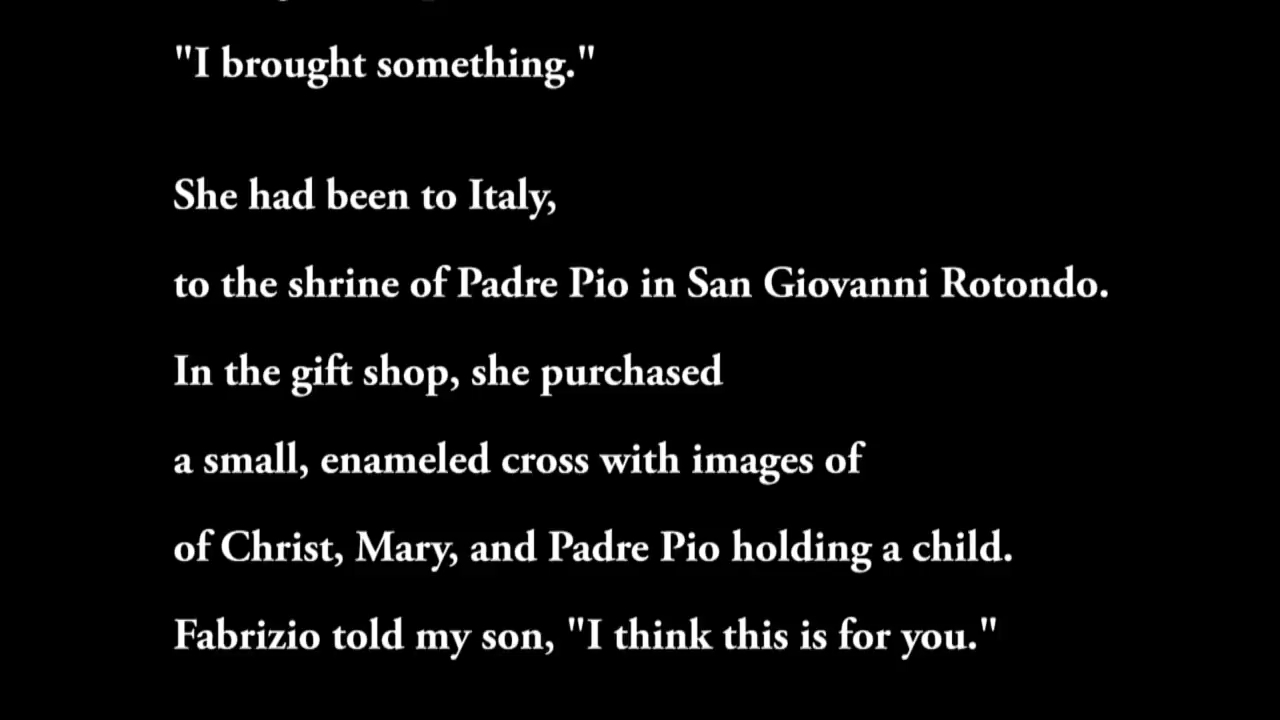 "I brought something."
She had been to Italy,
to the shrine of Padre Pio in San Giovanni Rotondo.
In the gift shop, she purchased
a small, enameled cross with images of
of Christ, Mary, and Padre Pio holding a child.
Fabrizio told my son, "I think this is for you."